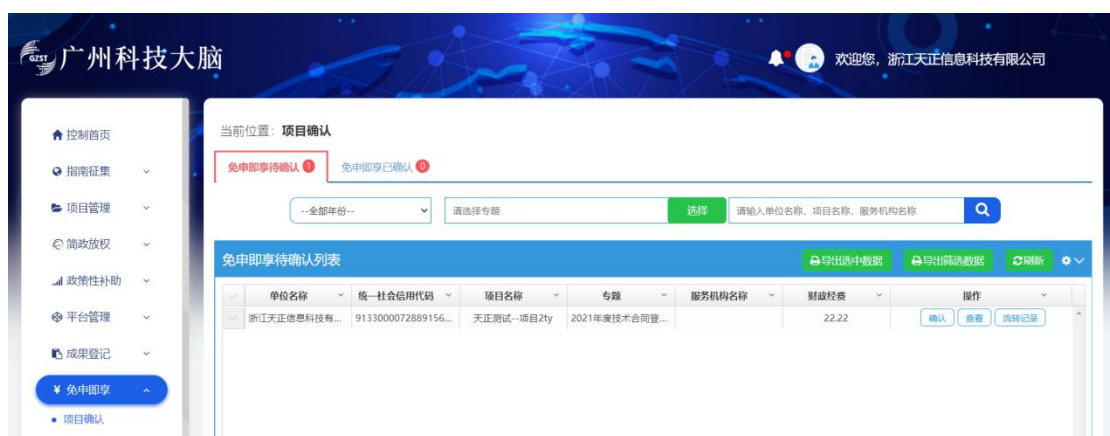 GZST 广州科技大脑
欢迎您，浙江天正信息科技有限公司
控制首页
指南征集
项目管理
简政放权
政策性补助
平台管理
成果登记
¥ 免申即享
项目确认
当前位置：项目确认
免申即享待确认 1 免申即享已确认 0
--全部年份-- 请选择专题 选择 请输入单位名称、项目名称、服务机构名称
免申即享待确认列表 导出选中数据 导出筛选数据 刷新
单位名称 统一社会信用代码 项目名称 专题 服务机构名称 财政经费 操作
浙江天正信息科技有... 9133000072889156... 天正测试--项目2ty 2021年度技术合同登... 22.22 确认 查看 流转记录